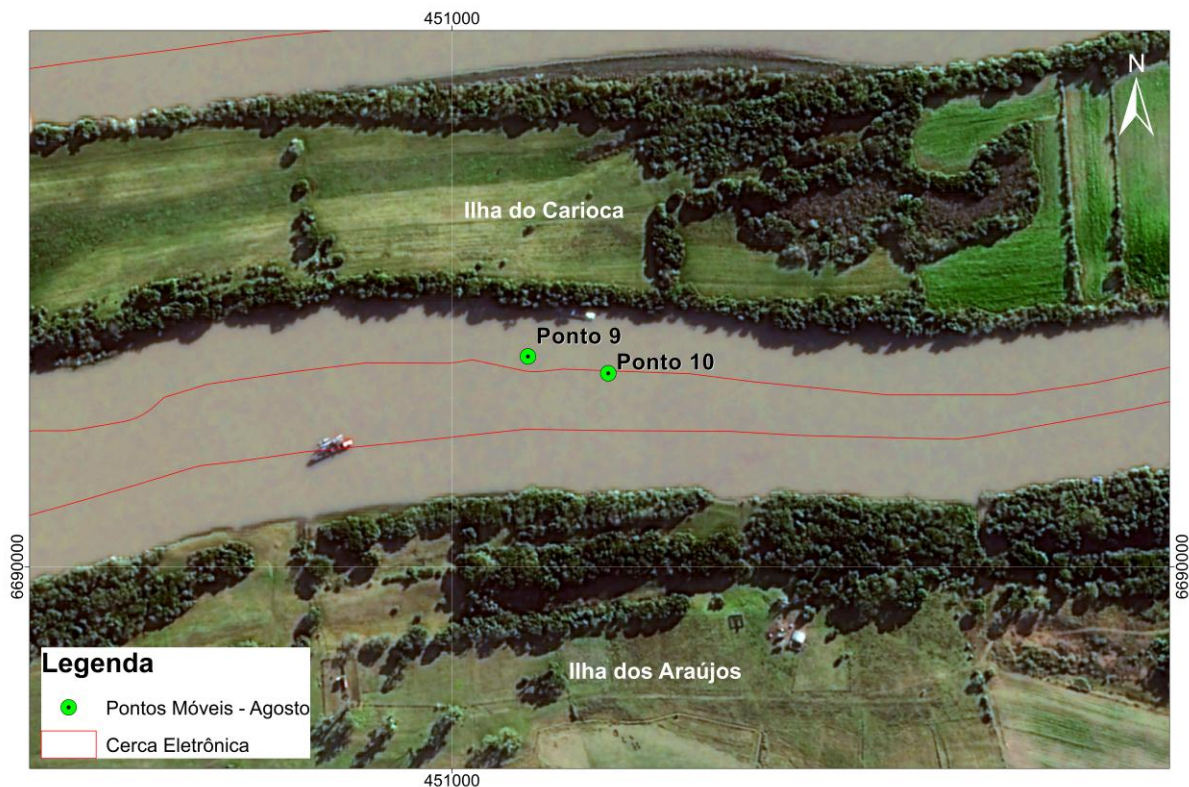 451000
N
Ilha do Carioca
Ponto 9
Ponto 10
6690000
6690000
Ilha dos Araújos
Legenda
Pontos Móveis - Agosto
Cerca Eletrônica
451000